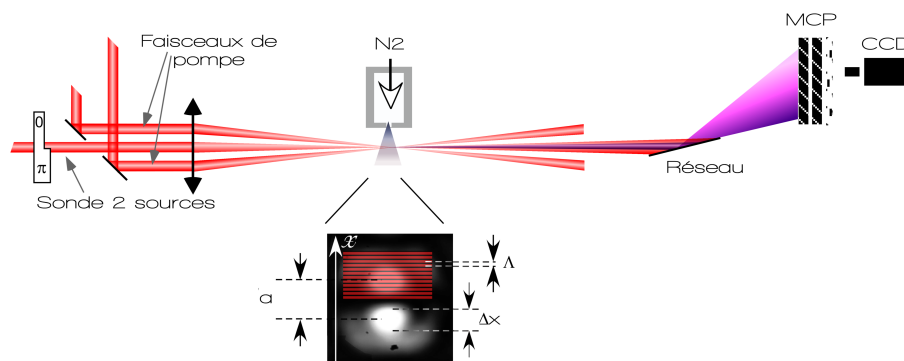 MCP
CCD
Faisceaux de
pompe
N2
0
π
Sonde 2 sources
Réseau
x
Λ
a
Δx